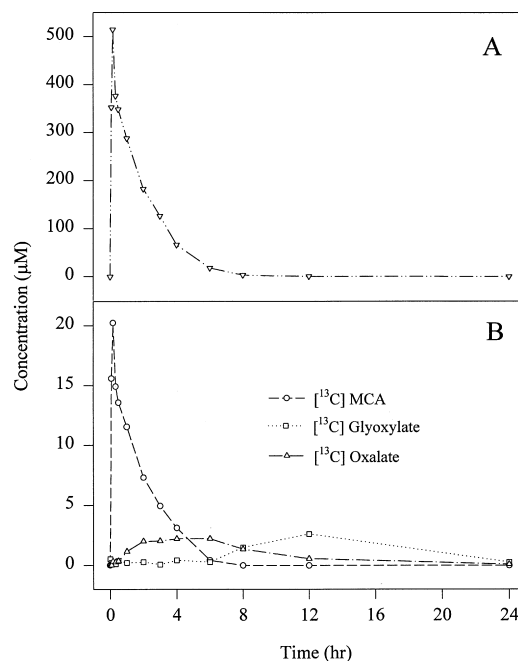 A
500
400
300
200
100
0
Concentration (μM)
B
20
15
10
5
0
[¹³C] MCA
[¹³C] Glyoxylate
[¹³C] Oxalate
0 4 8 12 16 20 24
Time (hr)